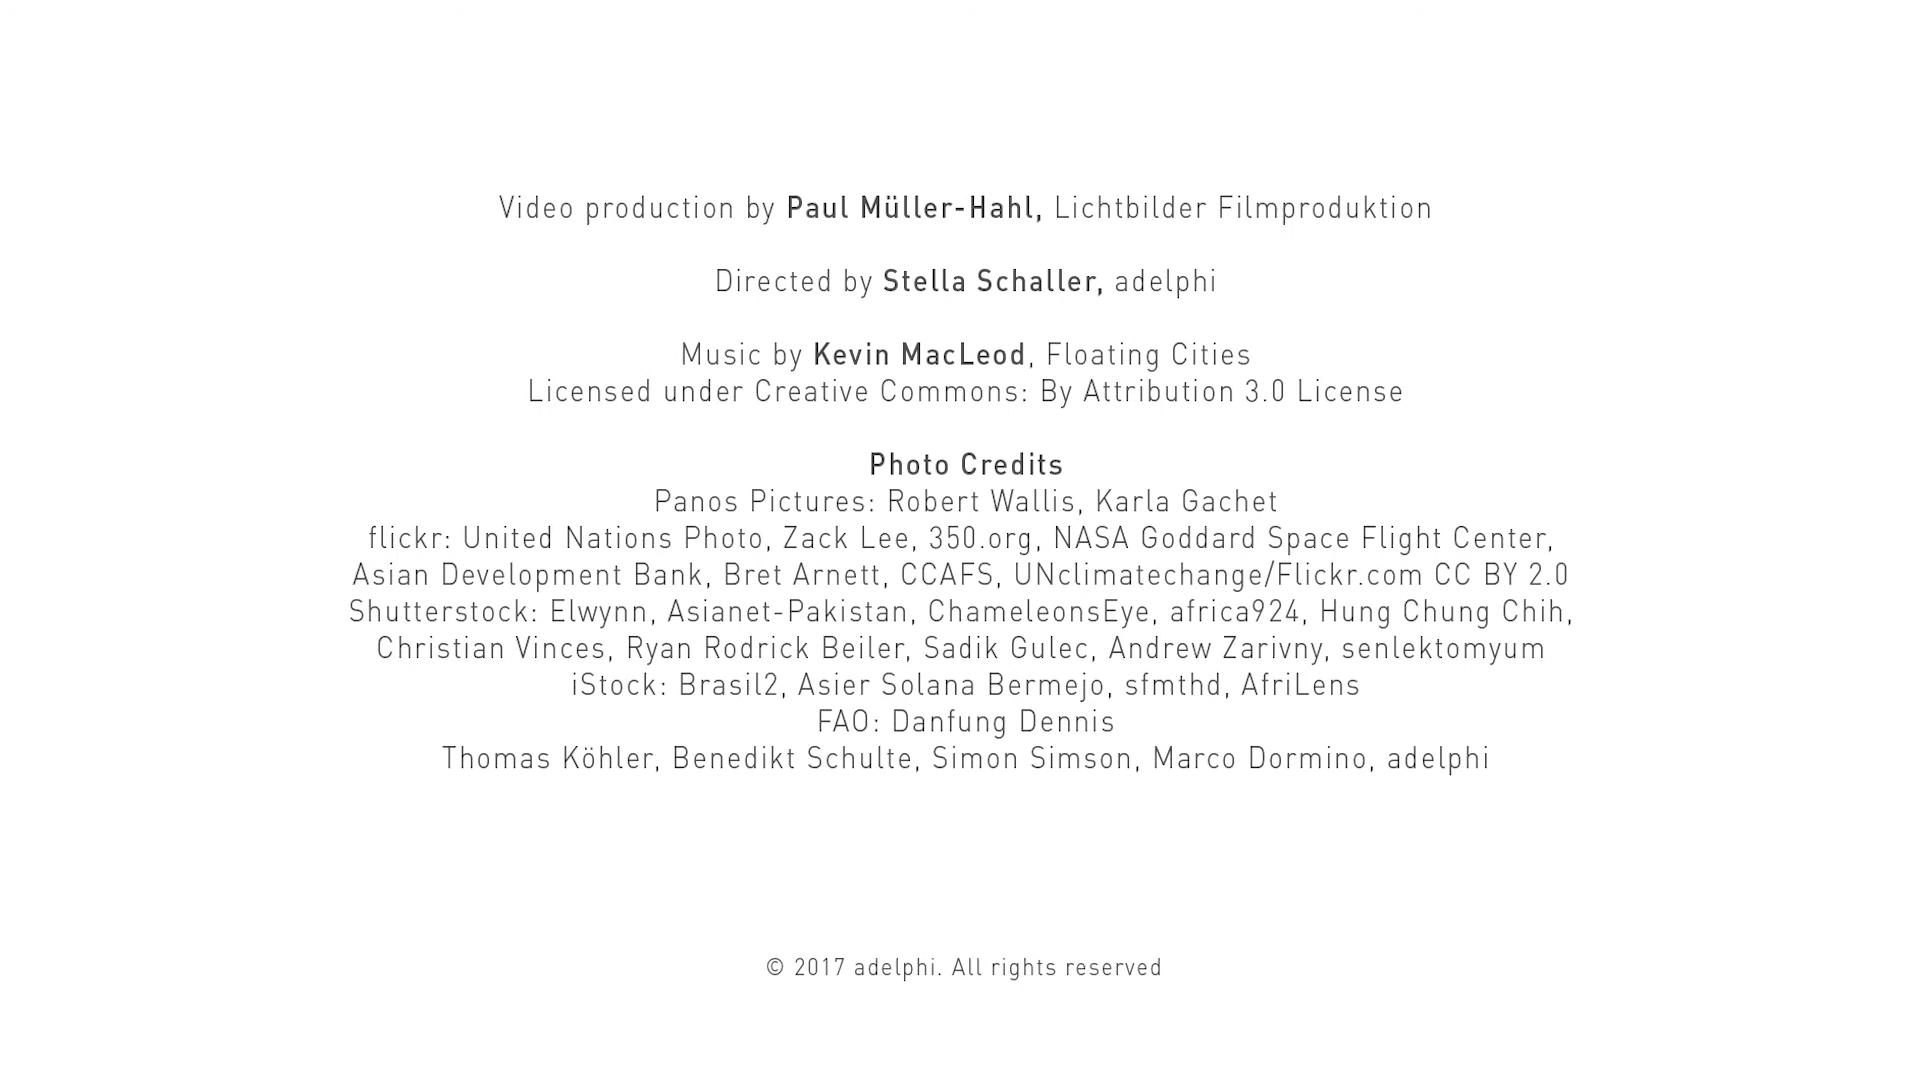 Video production by Paul Müller-Hahl, Lichtbilder Filmproduktion
Directed by Stella Schaller, adelphi
Music by Kevin MacLeod, Floating Cities
Licensed under Creative Commons: By Attribution 3.0 License
Photo Credits
Panos Pictures: Robert Wallis, Karla Gachet
flickr: United Nations Photo, Zack Lee, 350.org, NASA Goddard Space Flight Center,
Asian Development Bank, Bret Arnett, CCAFS, UNclimatechange/Flickr.com CC BY 2.0
Shutterstock: Elwynn, Asianet-Pakistan, ChameleonsEye, africa924, Hung Chung Chih,
Christian Vinces, Ryan Rodrick Beiler, Sadik Gulec, Andrew Zarivny, senlektomyum
iStock: Brasil2, Asier Solana Bermejo, sfmthd, AfriLens
FAO: Danfung Dennis
Thomas Köhler, Benedikt Schulte, Simon Simson, Marco Dormino, adelphi
© 2017 adelphi. All rights reserved